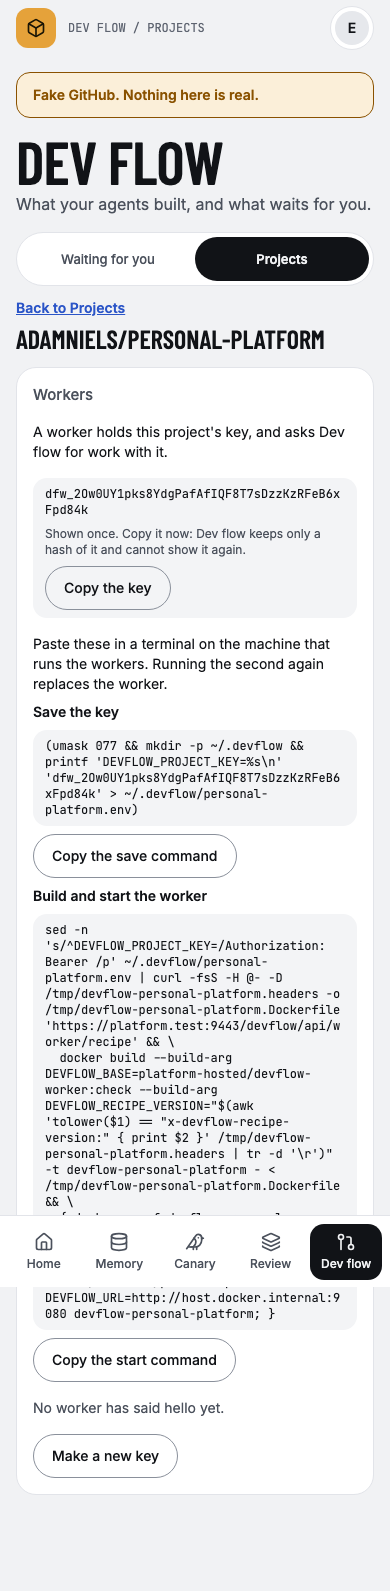 DEV FLOW / PROJECTS
E
Fake GitHub. Nothing here is real.
DEV FLOW
What your agents built, and what waits for you.
Waiting for you
Projects
Back to Projects
ADAMNIELS/PERSONAL-PLATFORM
Workers
A worker holds this project's key, and asks Dev
flow for work with it.
dfw_2Ow0UY1pks8YdgPafAfIQF8T7sDzzKzRFeB6x
Fpd84k
Shown once. Copy it now: Dev flow keeps only a
hash of it and cannot show it again.
Copy the key
Paste these in a terminal on the machine that
runs the workers. Running the second again
replaces the worker.
Save the key
(umask 077 && mkdir -p ~/.devflow &&
printf 'DEVFLOW_PROJECT_KEY=%s\n'
'dfw_2Ow0UY1pks8YdgPafAfIQF8T7sDzzKzRFeB6
xFpd84k' > ~/.devflow/personal-
platform.env)
Copy the save command
Build and start the worker
sed -n
's/^DEVFLOW_PROJECT_KEY=/Authorization:
Bearer /p' ~/.devflow/personal-
platform.env | curl -fsS -H @- -D
/tmp/devflow-personal-platform.headers -o
/tmp/devflow-personal-platform.Dockerfile
'https://platform.test:9443/devflow/api/w
orker/recipe' && \
docker build --build-arg
DEVFLOW_BASE=platform-hosted/devflow-
worker:check --build-arg
DEVFLOW_RECIPE_VERSION="$(awk
'tolower($1) == "x-devflow-recipe-
version:" { print $2 }' /tmp/devflow-
personal-platform.headers | tr -d '\r')"
-t devflow-personal-platform - <
/tmp/devflow-personal-platform.Dockerfile
&& \
Home
Memory
Canary
Review
Dev flow
DEVFLOW_URL=http://host.docker.internal:9
080 devflow-personal-platform; }
Copy the start command
No worker has said hello yet.
Make a new key